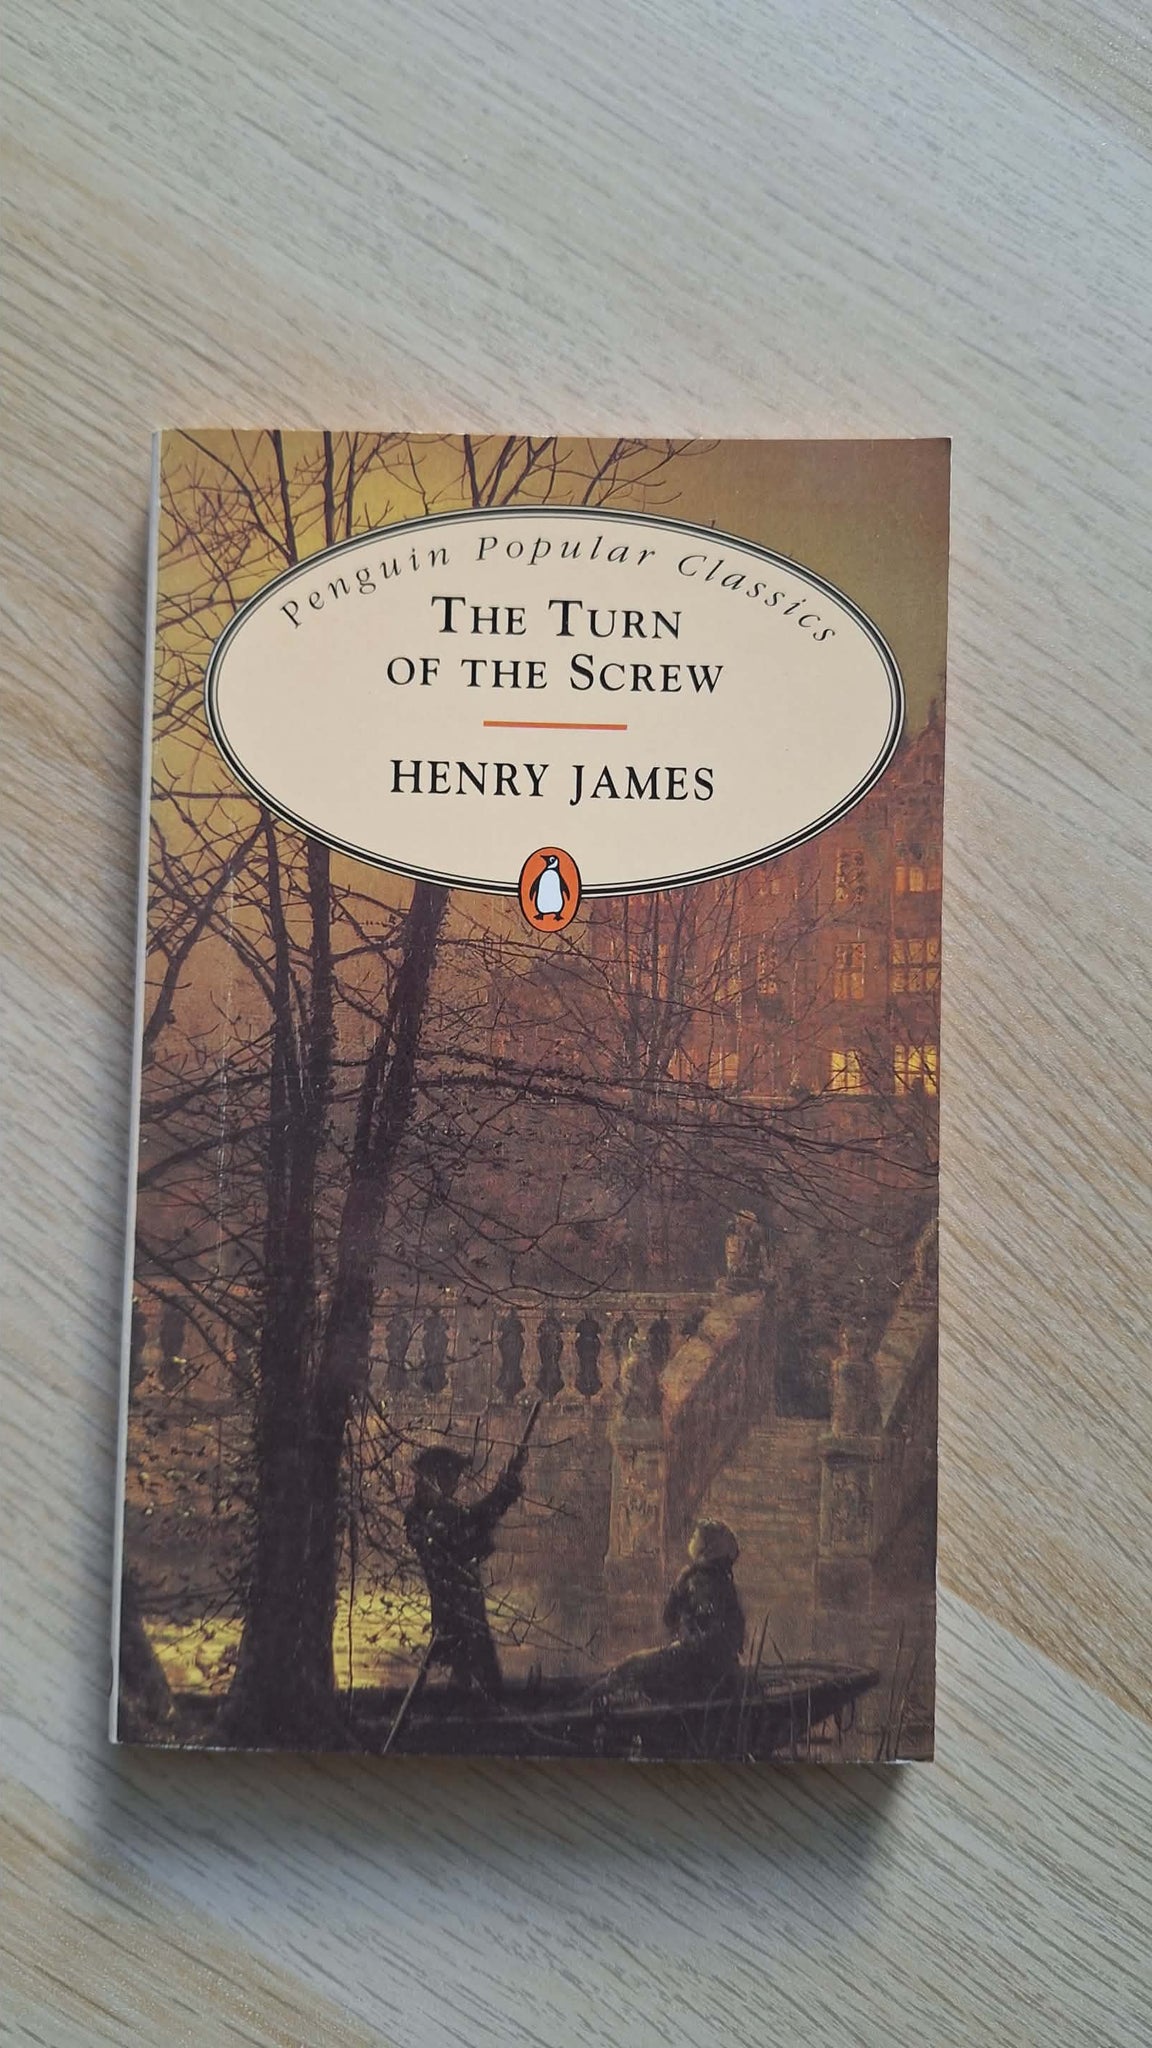 Penguin Popular Classics
THE TURN
OF THE SCREW
HENRY JAMES